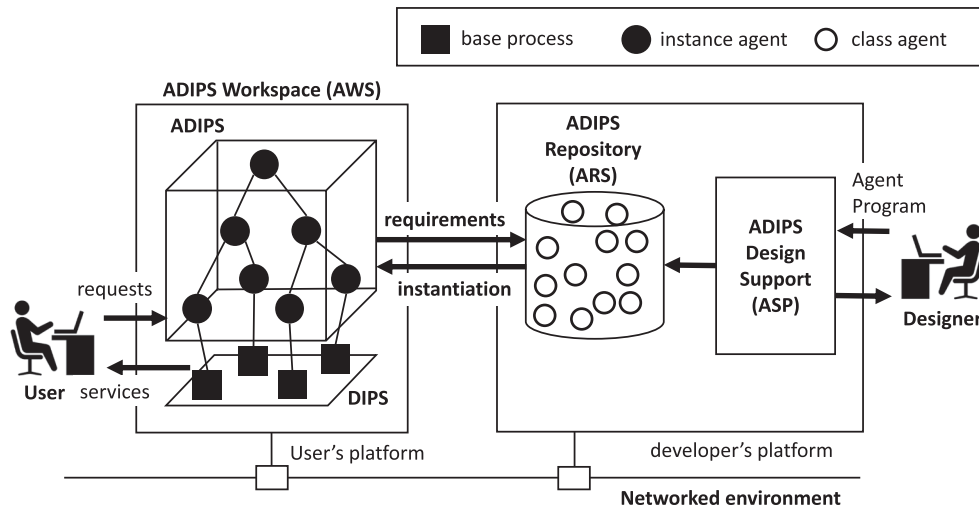 base process
instance agent
class agent
ADIPS Workspace (AWS)
ADIPS
ADIPS
Repository
(ARS)
requirements
instantiation
ADIPS
Design
Support
(ASP)
Agent
Program
Designer
requests
User
services
DIPS
User's platform
developer's platform
Networked environment